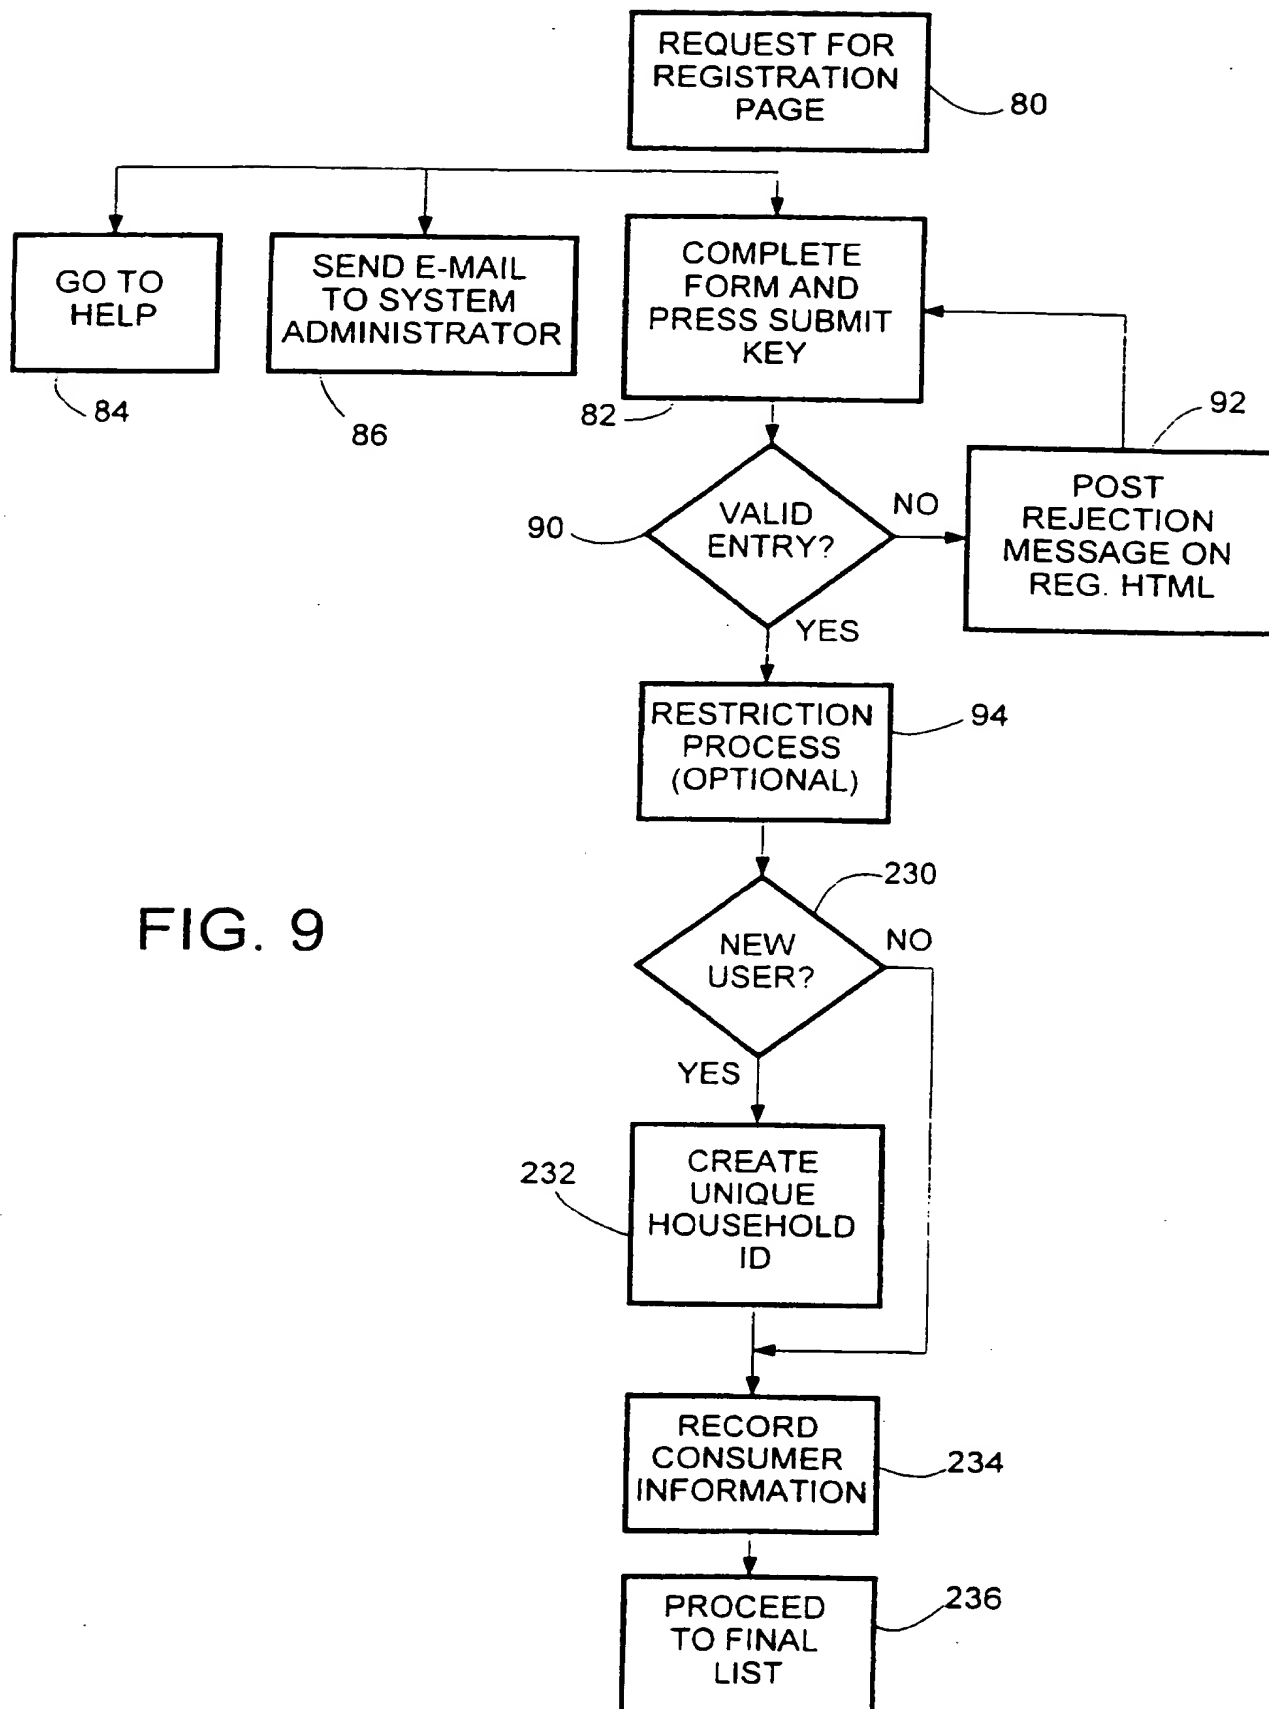 REQUEST FOR
REGISTRATION
PAGE
80
GO TO
HELP
84
SEND E-MAIL
TO SYSTEM
ADMINISTRATOR
86
COMPLETE
FORM AND
PRESS SUBMIT
KEY
82
92
POST
REJECTION
MESSAGE ON
REG. HTML
90
VALID
ENTRY?
NO
YES
RESTRICTION
PROCESS
(OPTIONAL)
94
230
NEW
USER?
NO
YES
FIG. 9
232
CREATE
UNIQUE
HOUSEHOLD
ID
RECORD
CONSUMER
INFORMATION
234
PROCEED
TO FINAL
LIST
236